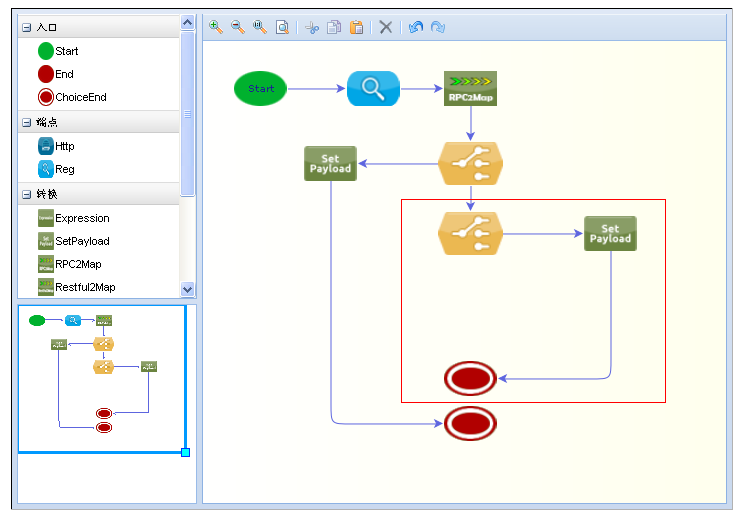 入口
Start
End
ChoiceEnd
端点
Http
Reg
转换
Expression
SetPayload
RPC2Map
Restful2Map
Start
RPC2Map
Set
Payload
Set
Payload